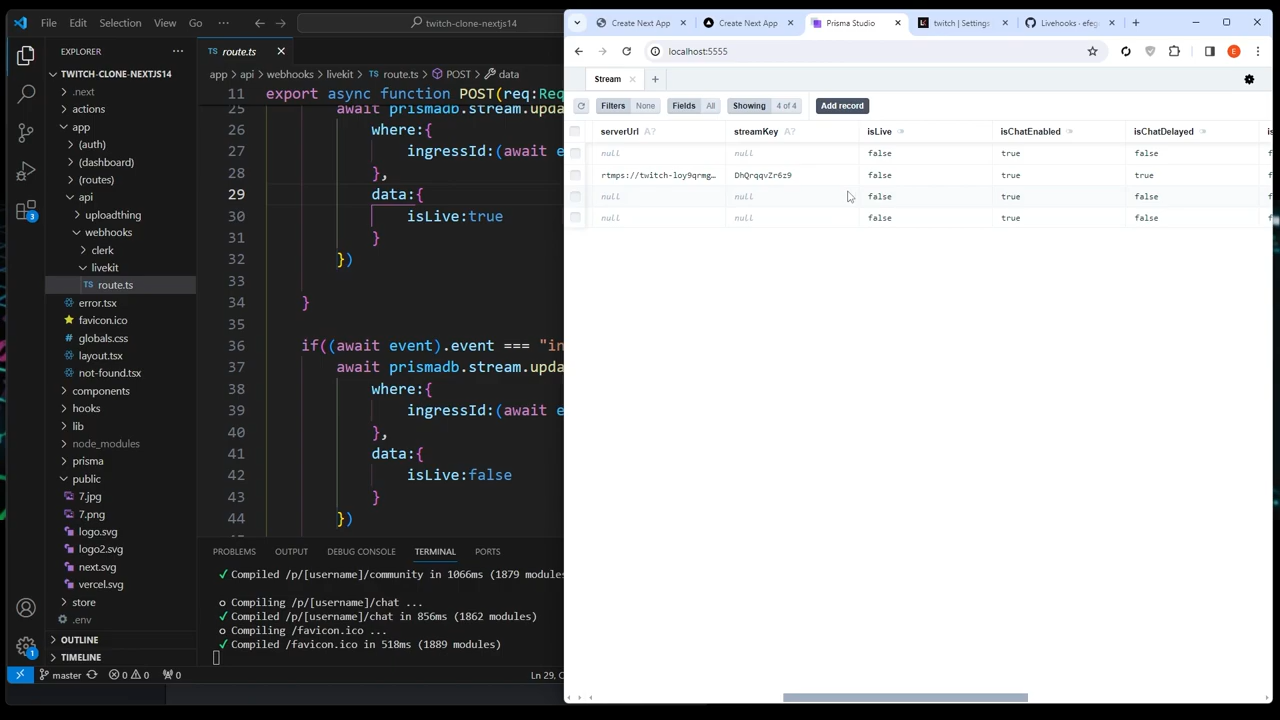 File
Edit
Selection
View
Go
twitch-clone-nextjs14
EXPLORER
TWITCH-CLONE-NEXTJS14
.next
actions
app
(auth)
(dashboard)
(routes)
api
uploadthing
webhooks
clerk
livekit
TS route.ts
error.tsx
favicon.ico
globals.css
layout.tsx
not-found.tsx
components
hooks
lib
node_modules
prisma
public
7.jpg
7.png
logo.svg
logo2.svg
next.svg
vercel.svg
store
.env
OUTLINE
TIMELINE
TS route.ts
app > api > webhooks > livekit > TS route.ts > POST > data
11 export async function POST(req:Req
25 await prismadb.stream.upda
26 where:{
27 ingressId:(await e
28 },
29 data:{
30 isLive:true
31 }
32 })
33
34 }
35
36 if((await event).event === "in
37 await prismadb.stream.upda
38 where:{
39 ingressId:(await e
40 },
41 data:{
42 isLive:false
43 }
44 })
PROBLEMS OUTPUT DEBUG CONSOLE TERMINAL PORTS
✓ Compiled /p/[username]/community in 1066ms (1879 modules
o Compiling /p/[username]/chat ...
✓ Compiled /p/[username]/chat in 856ms (1862 modules)
o Compiling /favicon.ico ...
✓ Compiled /favicon.ico in 518ms (1889 modules)
3
1
master 0 0 0 Ln 29, C
Create Next App
Create Next App
Prisma Studio
twitch | Settings
Livehooks - efeg
localhost:5555
E
Stream
Filters None Fields All Showing 4 of 4 Add record
serverUrl A? streamKey A? isLive isChatEnabled isChatDelayed is
null null false true false f
rtmps://twitch-loy9qrmg… DhQrqqvZr6z9 false true true f
null null false true false f
null null false true false f